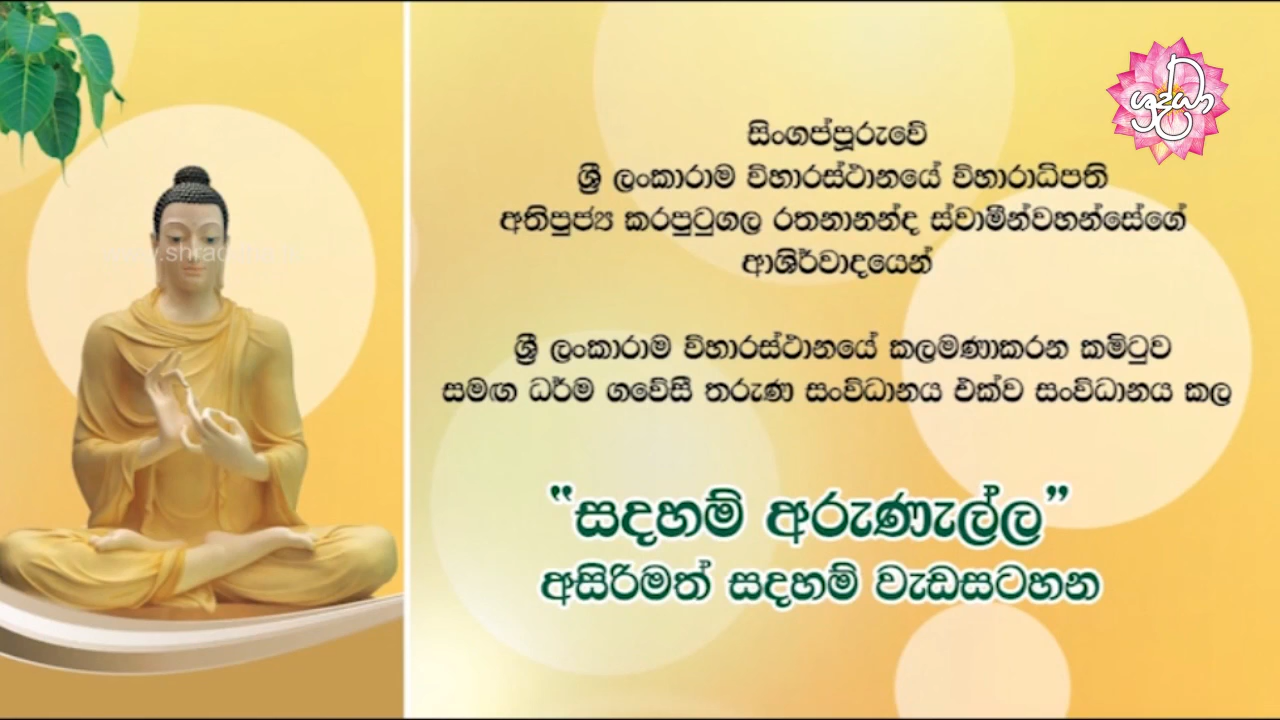 ශ්‍රද්ධා
සිංගප්පූරුවේ
ශ්‍රී ලංකාරාම විහාරස්ථානයේ විහාරාධිපති
අතිපුජ්‍ය කරපුටුගල රතනානන්ද ස්වාමීන්වහන්සේගේ
ආශිර්වාදයෙන්
ශ්‍රී ලංකාරාම විහාරස්ථානයේ කලමණාකරන කමිටුව
සමඟ ධර්ම ගවේසී තරුණ සංවිධානය එක්ව සංවිධානය කල
“සදහම් අරුණැල්ල”
අසිරිමත් සදහම් වැඩසටහන